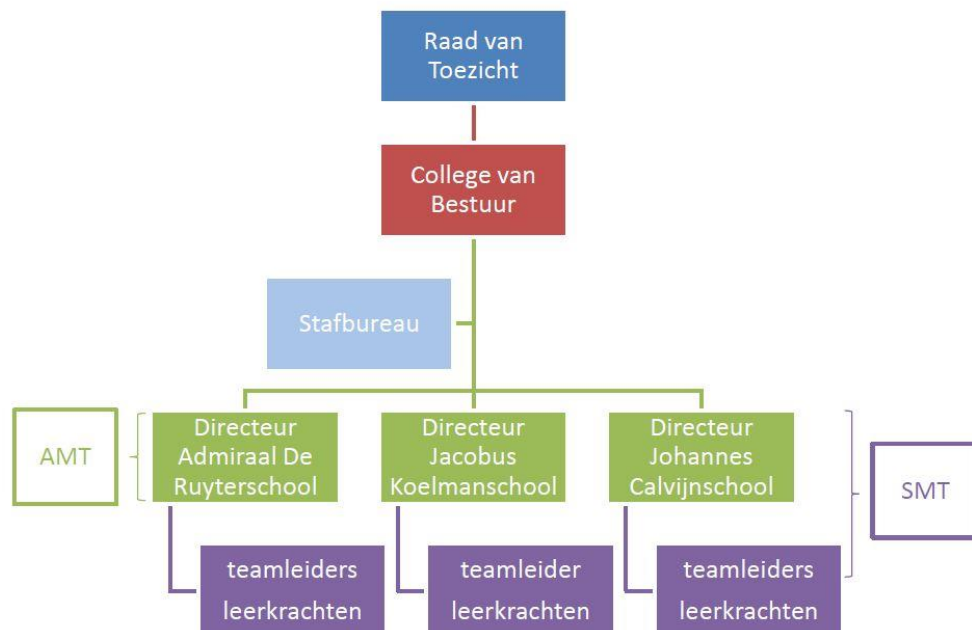 Raad van
Toezicht
College van
Bestuur
Stafbureau
AMT
Directeur
Admiraal De
Ruyterschool
Directeur
Jacobus
Koelmanschool
Directeur
Johannes
Calvijnschool
SMT
teamleiders
leerkrachten
teamleider
leerkrachten
teamleiders
leerkrachten